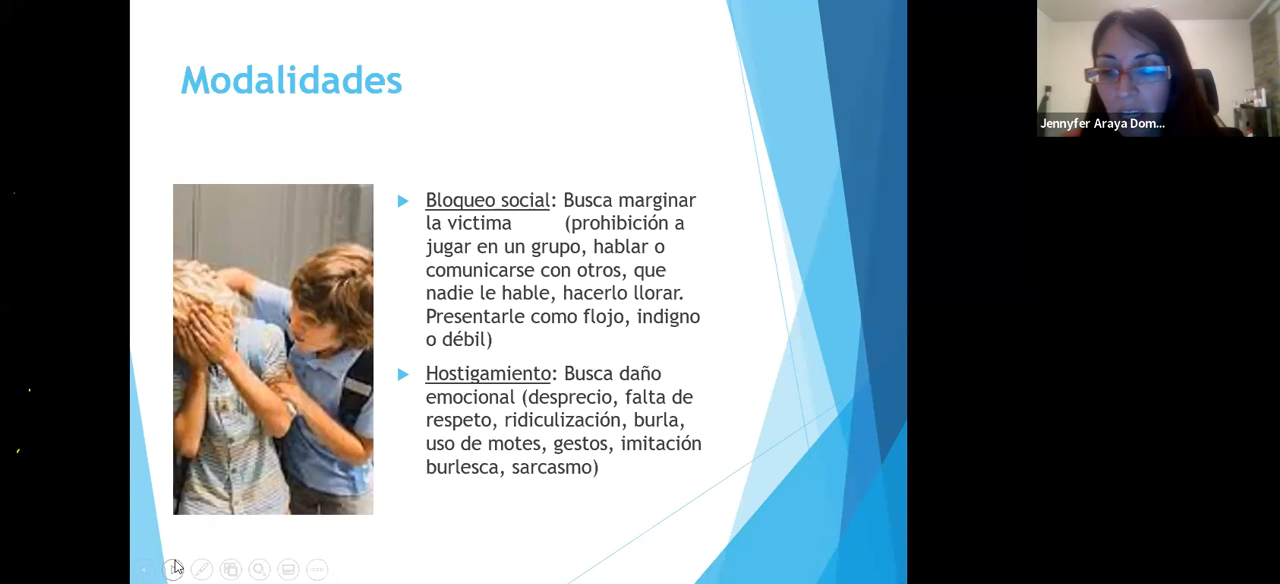 Modalidades
Bloqueo social: Busca marginar
la victima (prohibición a
jugar en un grupo, hablar o
comunicarse con otros, que
nadie le hable, hacerlo llorar.
Presentarle como flojo, indigno
o débil)
Hostigamiento: Busca daño
emocional (desprecio, falta de
respeto, ridiculización, burla,
uso de motes, gestos, imitación
burlesca, sarcasmo)
Jennyfer Araya Dom...